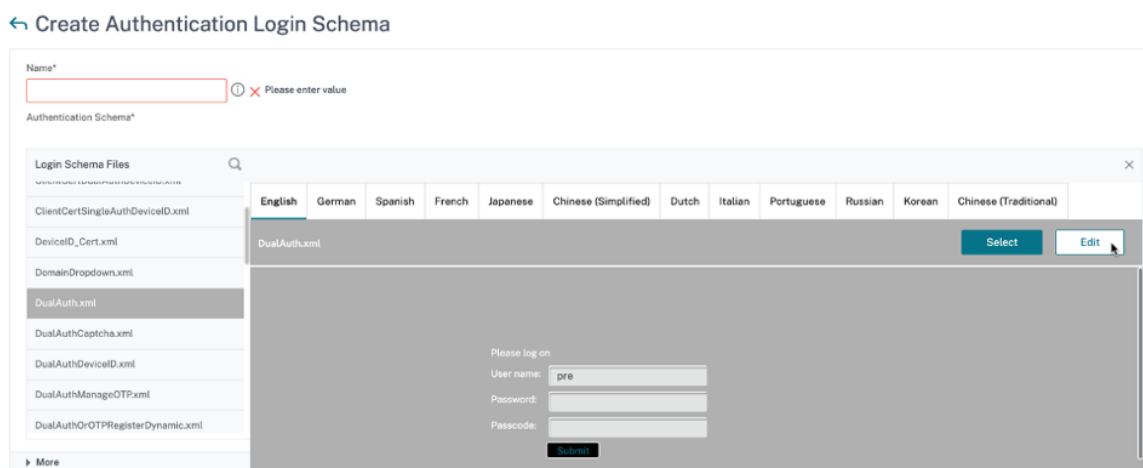 Create Authentication Login Schema
Name*
Please enter value
Authentication Schema*
Login Schema Files
ClientCertSingleAuthDeviceID.xml
DeviceID_Cert.xml
DomainDropdown.xml
DualAuth.xml
DualAuthCaptcha.xml
DualAuthDeviceID.xml
DualAuthManageOTP.xml
DualAuthOrOTPRegisterDynamic.xml
More
English German Spanish French Japanese Chinese (Simplified) Dutch Italian Portuguese Russian Korean Chinese (Traditional)
DualAuth.xml Select Edit
Please log on
User name: pre
Password:
Passcode:
Submit